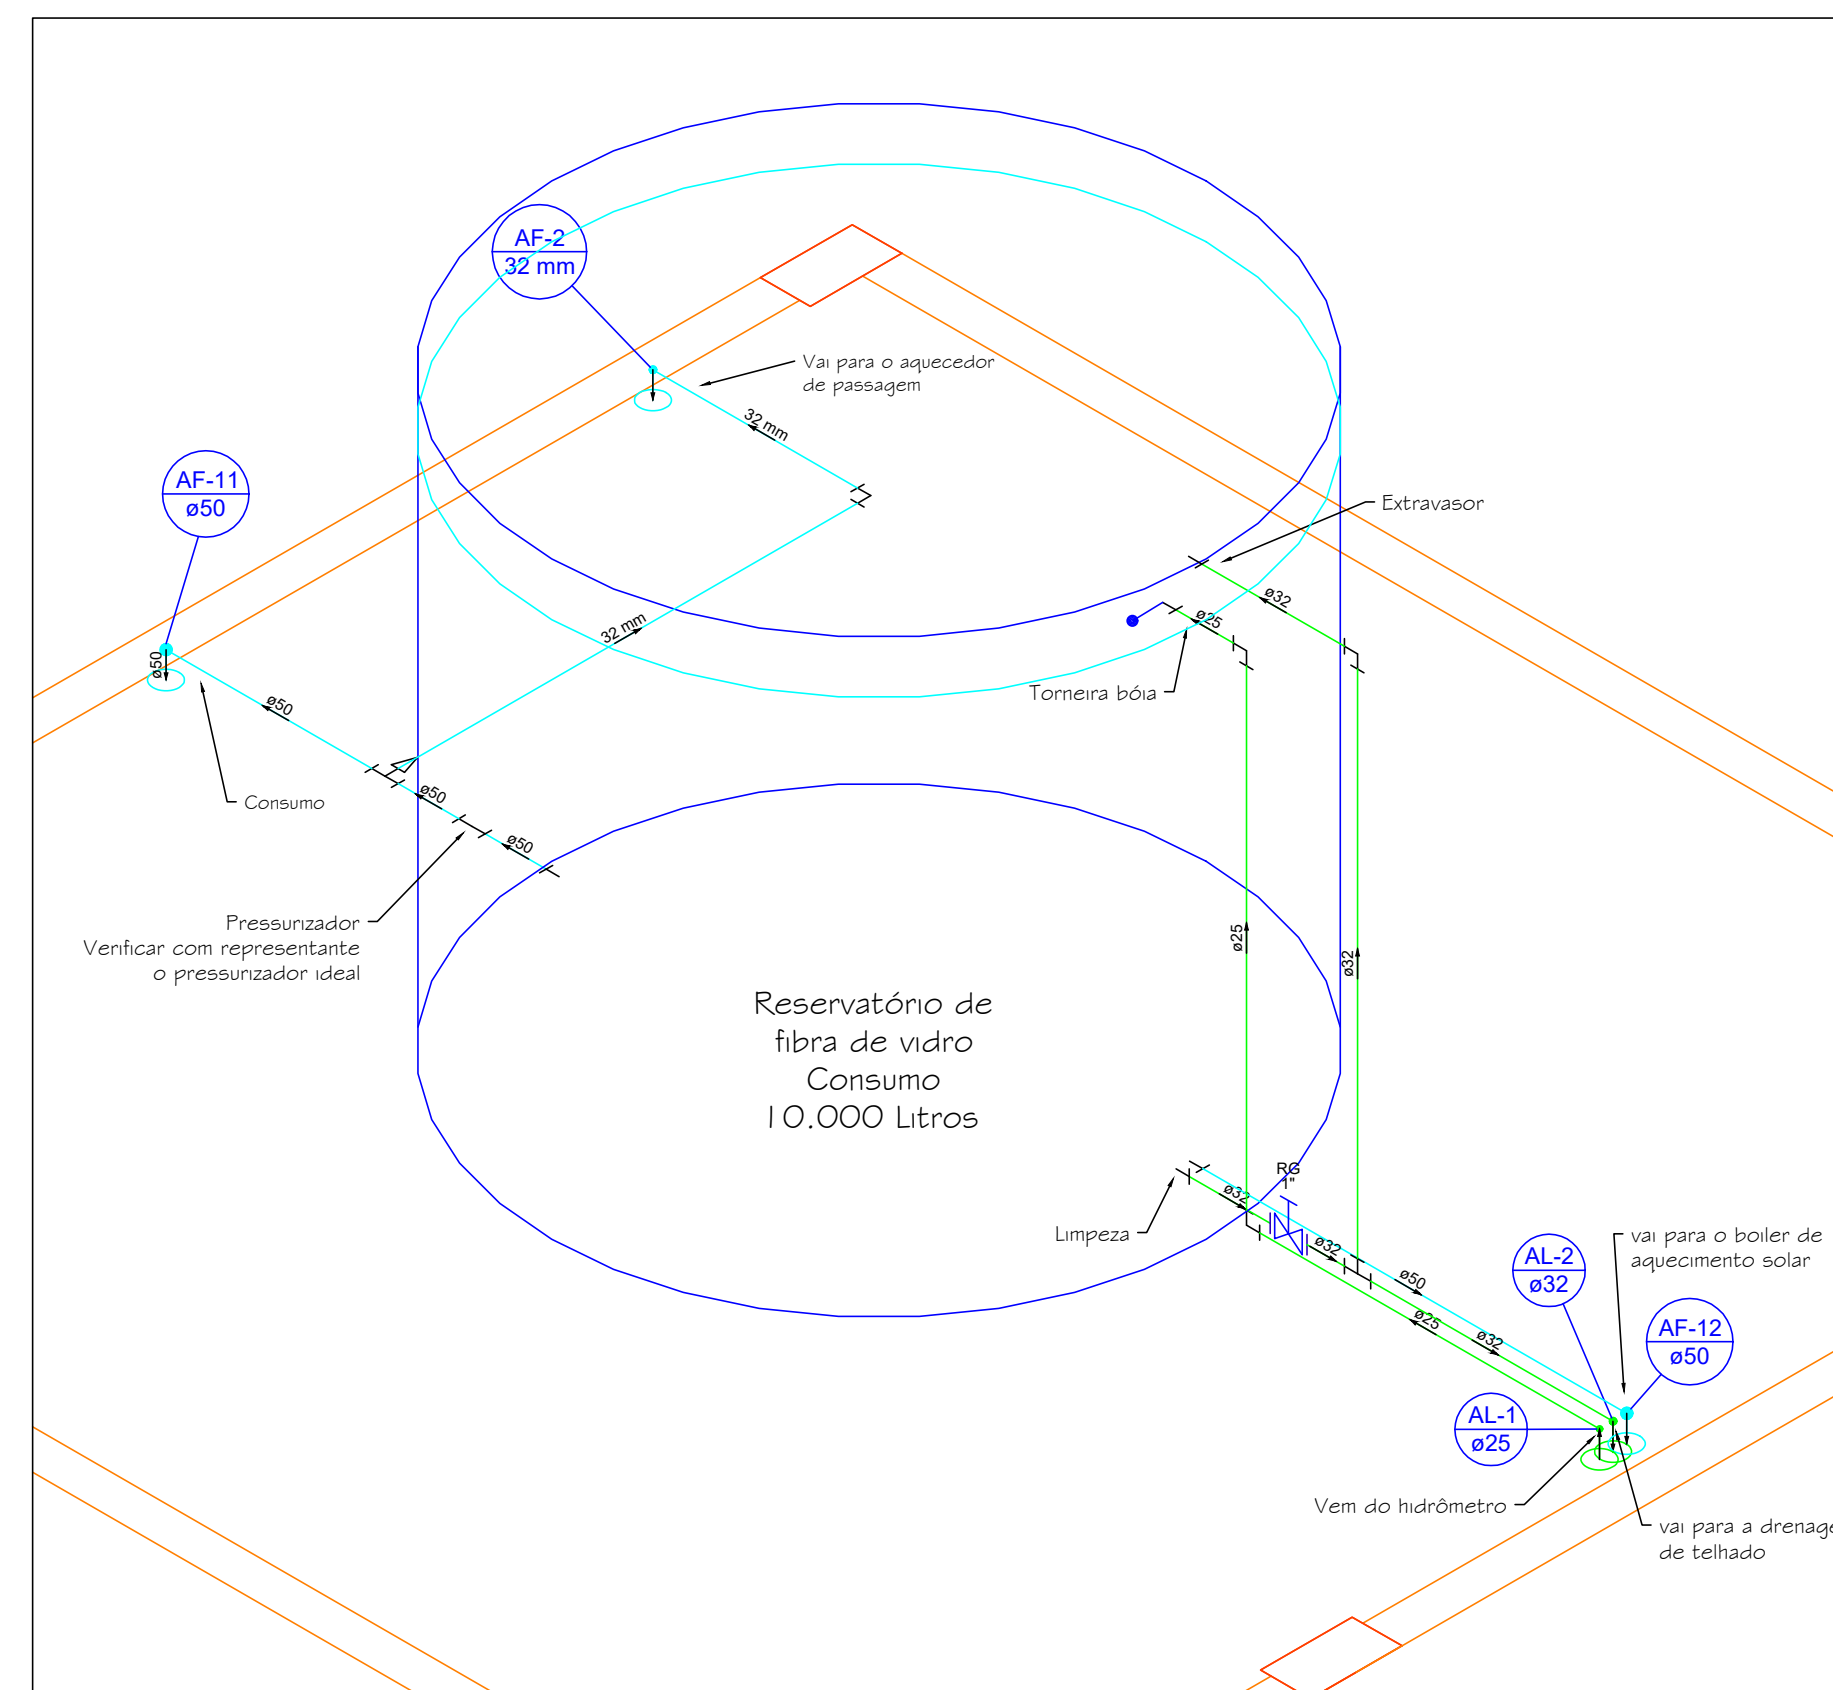 AF-2
32 mm
Vai para o aquecedor
de passagem
32 mm
AF-11
ø50
Extravasor
ø32
ø25
32 mm
ø50
Torneira bóia
ø50
Consumo
ø50
ø50
Pressurizador
Verificar com representante
o pressurizador ideal
ø25
ø32
Reservatório de
fibra de vidro
Consumo
10.000 Litros
RG
1"
ø32
Limpeza
ø32
ø50
vai para o boiler de
aquecimento solar
AL-2
ø32
ø25
ø32
AF-12
ø50
AL-1
ø25
Vem do hidrômetro
vai para a drenage
de telhado